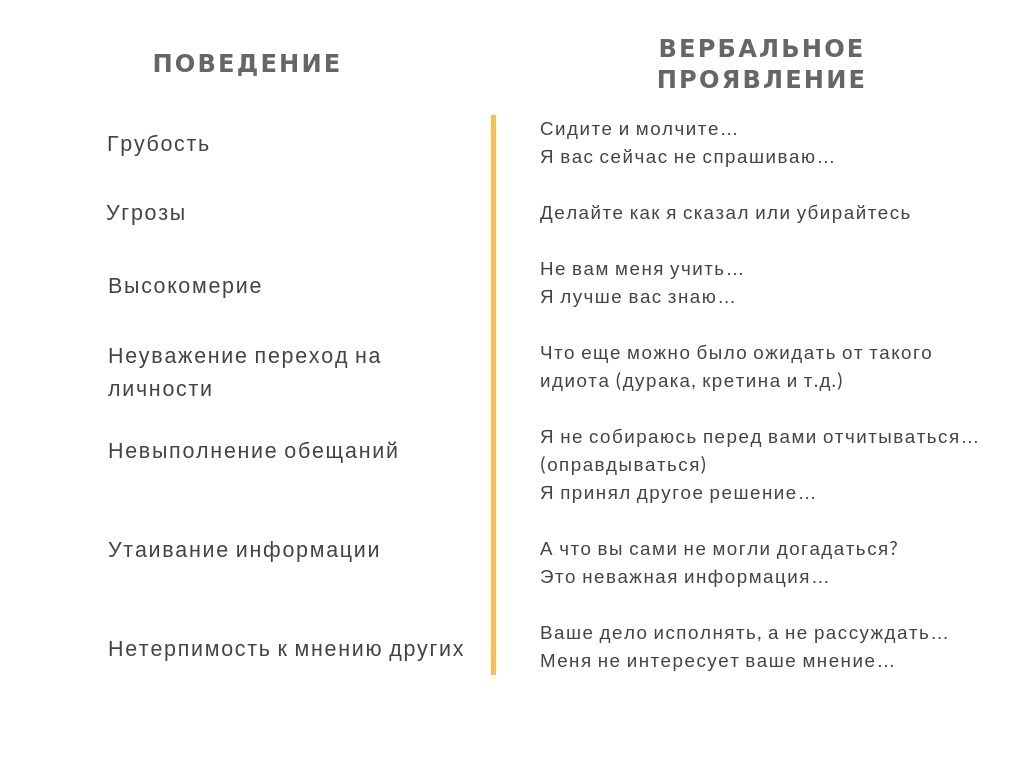 ПОВЕДЕНИЕ
ВЕРБАЛЬНОЕ
ПРОЯВЛЕНИЕ
Грубость
Сидите и молчите...
Я вас сейчас не спрашиваю...
Угрозы
Делайте как я сказал или убирайтесь
Высокомерие
Не вам меня учить...
Я лучше вас знаю...
Неуважение переход на
личности
Что еще можно было ожидать от такого
идиота (дурака, кретина и т.д.)
Невыполнение обещаний
Я не собираюсь перед вами отчитываться...
(оправдываться)
Я принял другое решение...
Утаивание информации
А что вы сами не могли догадаться?
Это неважная информация...
Нетерпимость к мнению других
Ваше дело исполнять, а не рассуждать...
Меня не интересует ваше мнение...